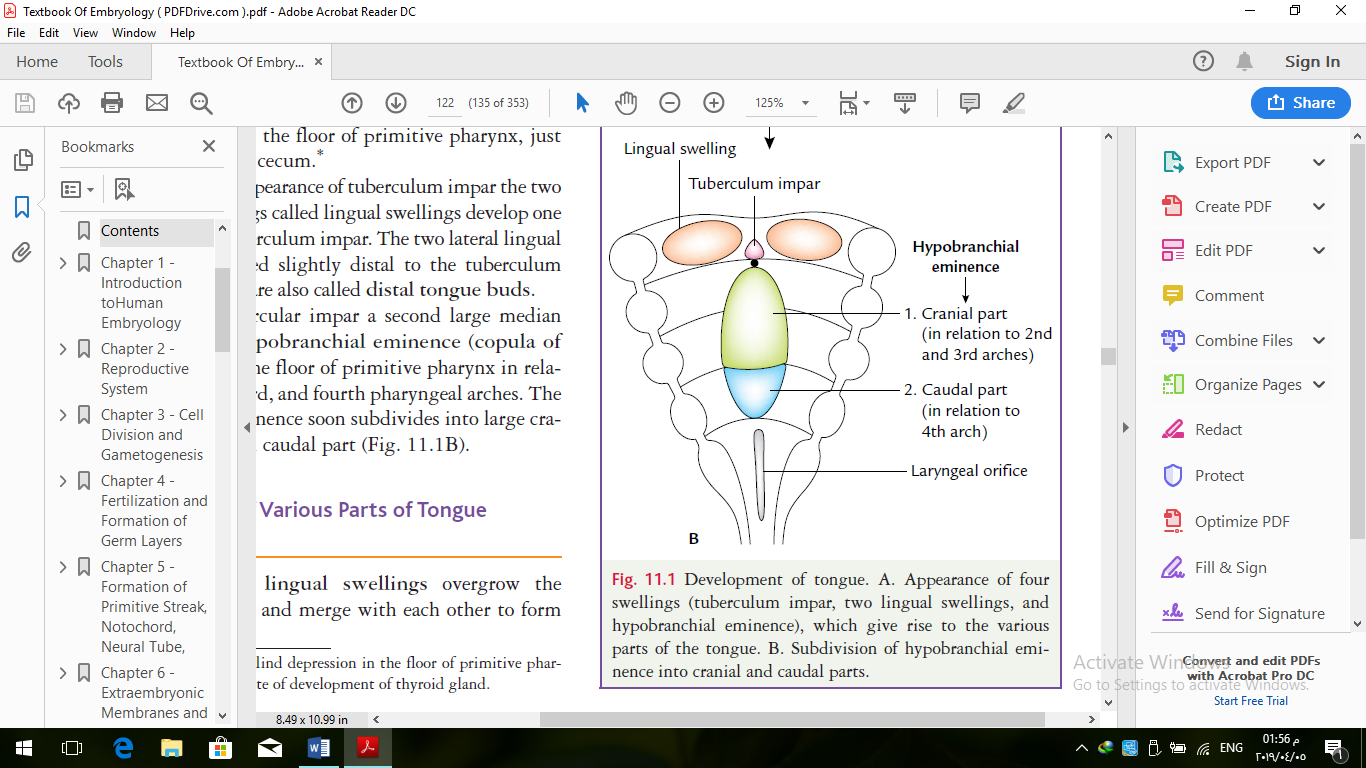 Textbook Of Embryology ( PDFDrive.com ).pdf - Adobe Acrobat Reader DC
File Edit View Window Help
Home Tools Textbook Of Embry... ×
Sign In
122 (135 of 353) 125% Share
Bookmarks
Contents
Chapter 1 -
Introduction
toHuman
Embryology
Chapter 2 -
Reproductive
System
Chapter 3 - Cell
Division and
Gametogenesis
Chapter 4 -
Fertilization and
Formation of
Germ Layers
Chapter 5 -
Formation of
Primitive Streak,
Notochord,
Neural Tube,
Chapter 6 -
Extraembryonic
Membranes and
the floor of primitive pharynx, just
cecum.*
pearance of tuberculum impar the two
gs called lingual swellings develop one
rculum impar. The two lateral lingual
ed slightly distal to the tuberculum
are also called distal tongue buds.
rcular impar a second large median
pobranchial eminence (copula of
he floor of primitive pharynx in rela-
rd, and fourth pharyngeal arches. The
nence soon subdivides into large cra-
caudal part (Fig. 11.1B).
Various Parts of Tongue
lingual swellings overgrow the
and merge with each other to form
lind depression in the floor of primitive phar-
te of development of thyroid gland.
8.49 x 10.99 in
Lingual swelling
Tuberculum impar
Hypobranchial
eminence
1. Cranial part
(in relation to 2nd
and 3rd arches)
2. Caudal part
(in relation to
4th arch)
Laryngeal orifice
B
Fig. 11.1 Development of tongue. A. Appearance of four
swellings (tuberculum impar, two lingual swellings, and
hypobranchial eminence), which give rise to the various
parts of the tongue. B. Subdivision of hypobranchial emi-
nence into cranial and caudal parts.
Export PDF
Create PDF
Edit PDF
Comment
Combine Files
Organize Pages
Redact
Protect
Optimize PDF
Fill & Sign
Send for Signature
Convert and edit PDFs
with Acrobat Pro DC
Start Free Trial
Activate Windows
Go to Settings to activate Windows.
ENG
01:56 م
٢٠١٩/٠٤/٠٥